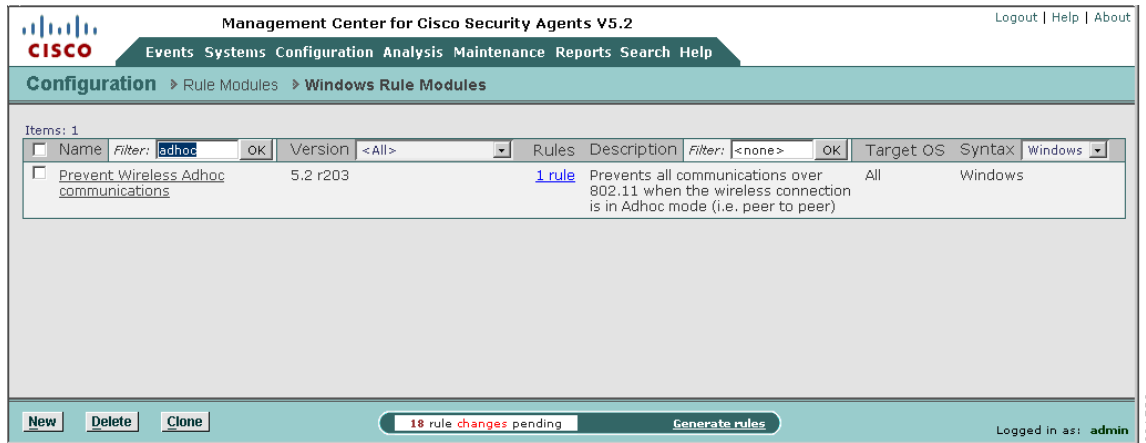 Management Center for Cisco Security Agents V5.2
Logout | Help | About
CISCO
Events Systems Configuration Analysis Maintenance Reports Search Help
Configuration Rule Modules Windows Rule Modules
Items: 1
Name Filter: adhoc OK Version <All> Rules Description Filter: <none> OK Target OS Syntax Windows
Prevent Wireless Adhoc communications 5.2 r203 1 rule Prevents all communications over 802.11 when the wireless connection is in Adhoc mode (i.e. peer to peer) All Windows
New Delete Clone 18 rule changes pending Generate rules Logged in as: admin